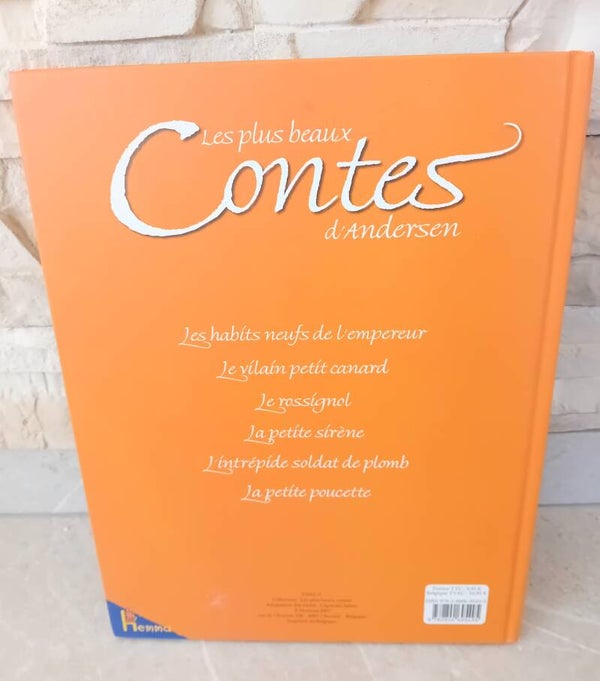 Les plus beaux
Contes
d'Andersen
Les habits neufs de l'empereur
Le vilain petit canard
Le rossignol
La petite sirène
L'intrépide soldat de plomb
La petite poucette
Hemma